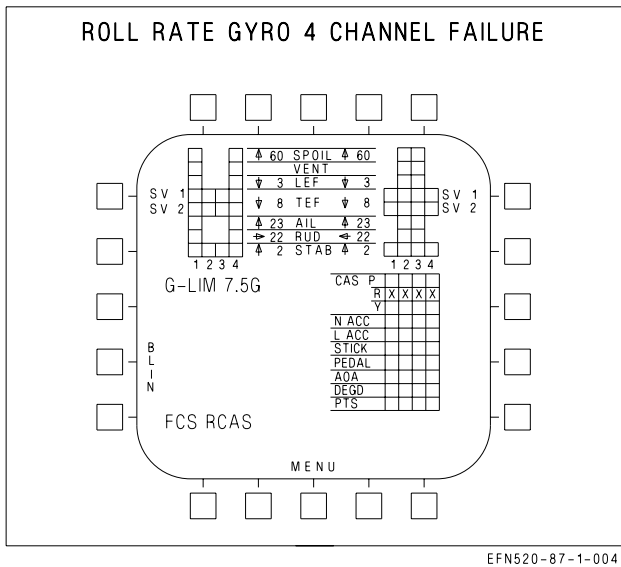 ROLL RATE GYRO 4 CHANNEL FAILURE
60 SPOIL 60
VENT
3 LEF 3
SV 1 8 TEF 8 SV 1
SV 2 SV 2
23 AIL 23
22 RUD 22
2 STAB 2
1 2 3 4 1 2 3 4
G-LIM 7.5G
CAS P
R X X X X
Y
N ACC
L ACC
STICK
PEDAL
AOA
DEGD
PTS
BLIN
FCS RCAS
MENU
EFN520-87-1-004